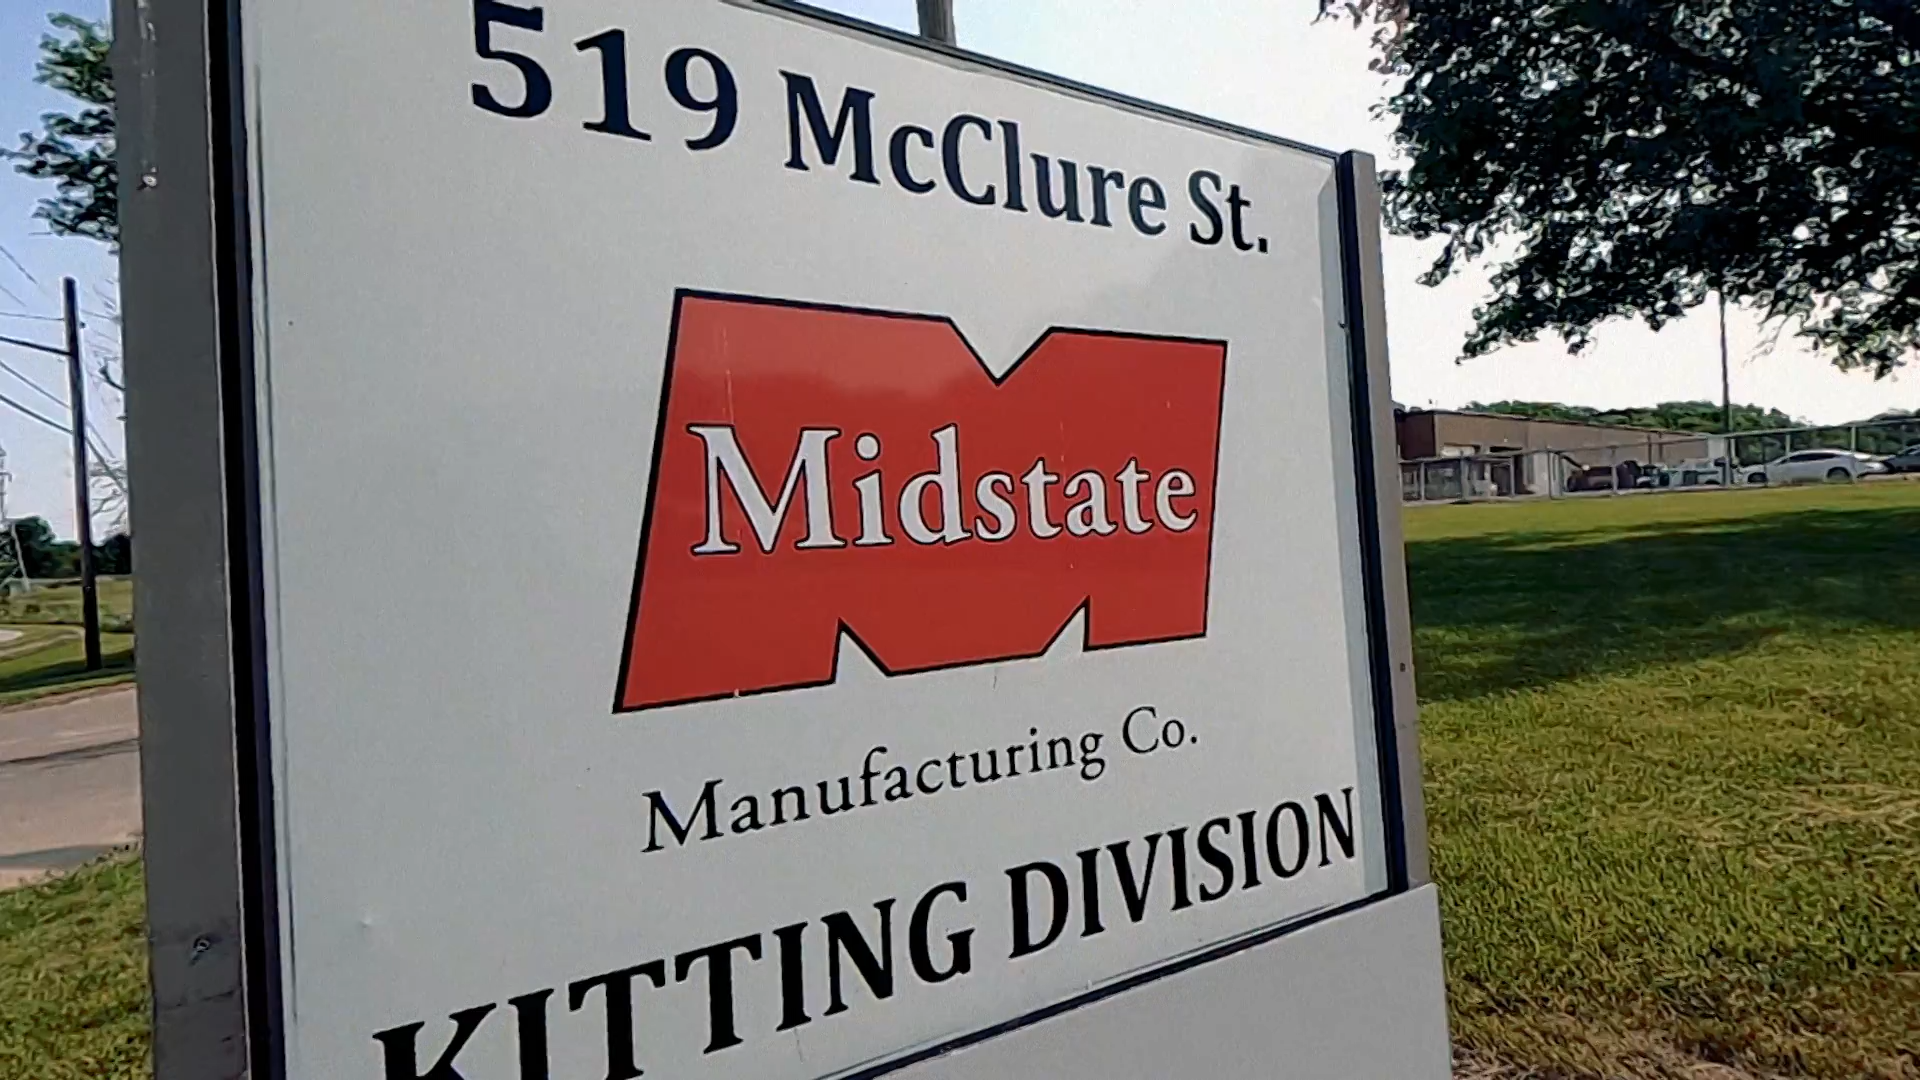 519 McClure St.
Midstate
Manufacturing Co.
KITTING DIVISION